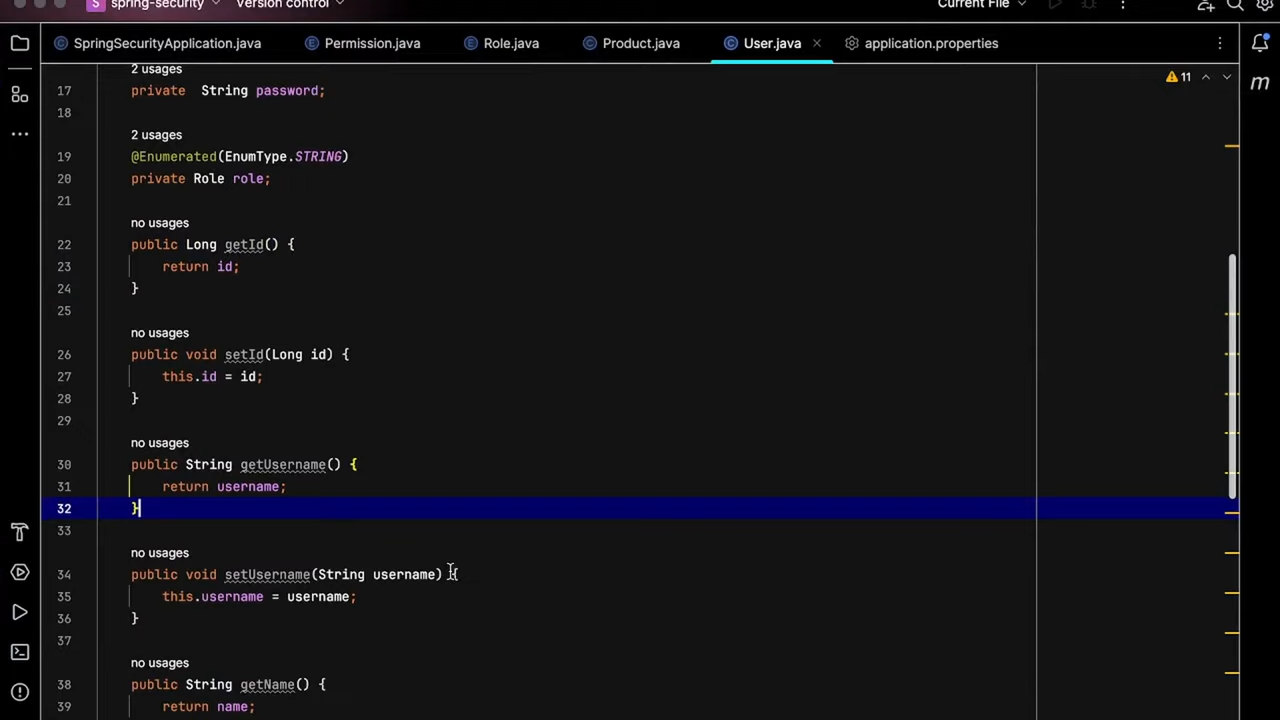 S spring-security Version control Current File
SpringSecurityApplication.java Permission.java Role.java Product.java User.java application.properties
2 usages
11
17 private  String password;
18
2 usages
19 @Enumerated(EnumType.STRING)
20 private Role role;
21
no usages
22 public Long getId() {
23 return id;
24 }
25
no usages
26 public void setId(Long id) {
27 this.id = id;
28 }
29
no usages
30 public String getUsername() {
31 return username;
32 }
33
no usages
34 public void setUsername(String username) {
35 this.username = username;
36 }
37
no usages
38 public String getName() {
39 return name;